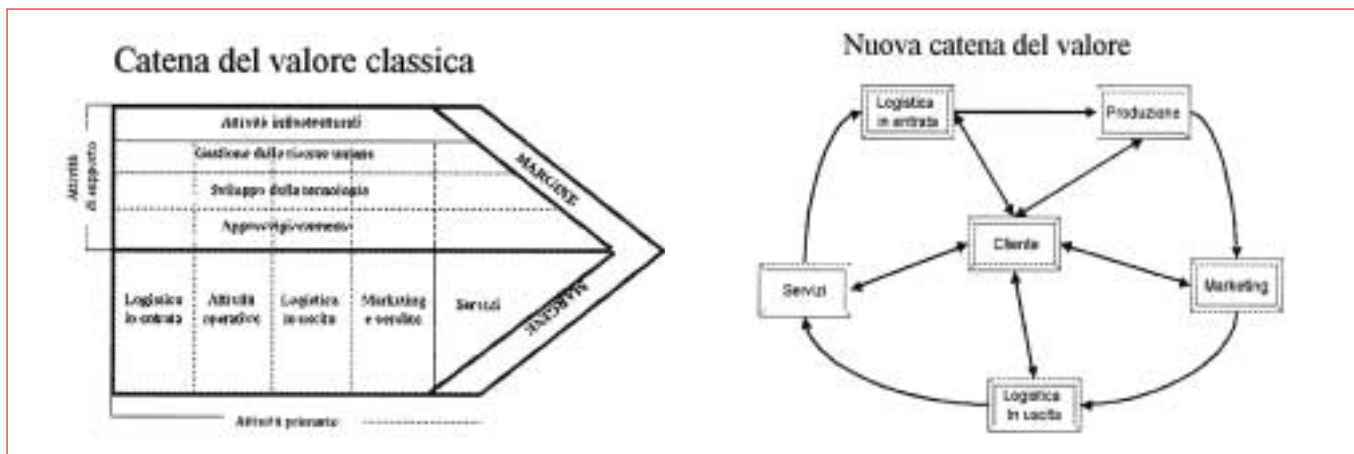 Catena del valore classica
Attività
di supporto
Attività infrastrutturali
Gestione delle risorse umane
Sviluppo della tecnologia
Approvvigionamento
MARGINE
MARGINE
Logistica
in entrata
Attività
operative
Logistica
in uscita
Marketing
e vendite
Servizi
Attività primarie
Nuova catena del valore
Logistica
in entrata
Produzione
Cliente
Servizi
Marketing
Logistica
in uscita